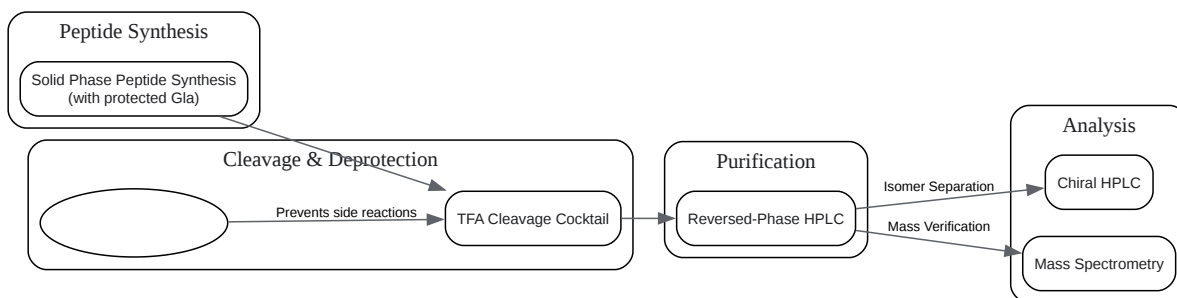 Peptide Synthesis
Solid Phase Peptide Synthesis
(with protected Gla)
Cleavage & Deprotection
Prevents side reactions
TFA Cleavage Cocktail
Purification
Reversed-Phase HPLC
Isomer Separation
Mass Verification
Analysis
Chiral HPLC
Mass Spectrometry